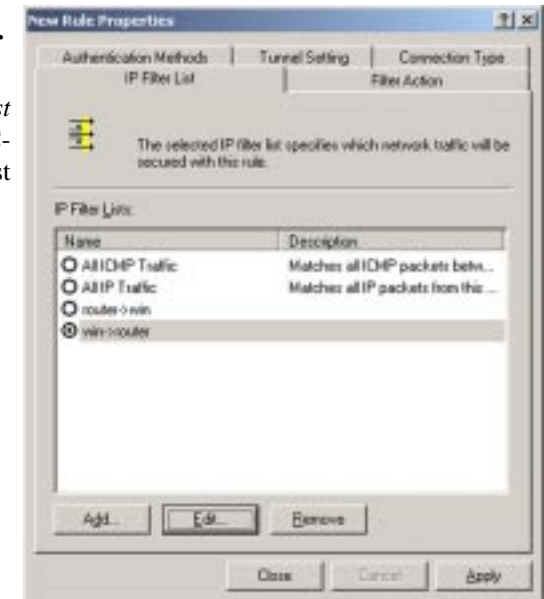 New Rule Properties
Authentication Methods
Tunnel Setting
Connection Type
IP Filter List
Filter Action
st
st
The selected IP filter list specifies which network traffic will be
secured with this rule.
IP Filter Lists:
Name Description
All ICMP Traffic Matches all ICMP packets betw...
All IP Traffic Matches all IP packets from this ...
router->win
win->router
Add... Edit... Remove
Close Cancel Apply